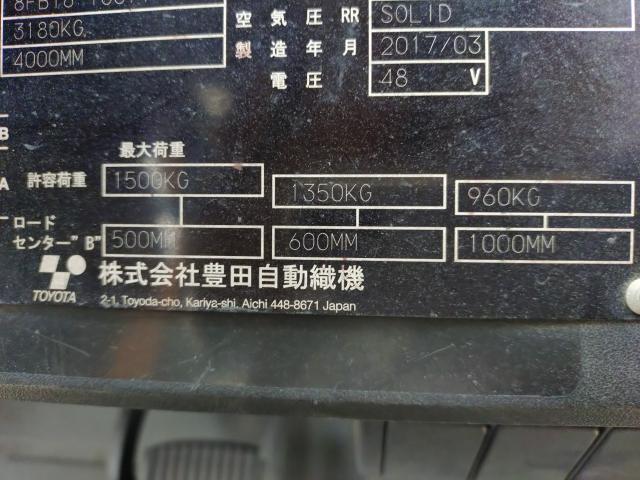 空気圧 RR SOLID
3180KG
製造年月 2017/03
4000MM
電圧 48 V
B
最大荷重
A
許容荷重 1500KG 1350KG 960KG
ロード
センター"B" 500MM 600MM 1000MM
TOYOTA
株式会社豊田自動織機
2-1, Toyoda-cho, Kariya-shi, Aichi 448-8671 Japan